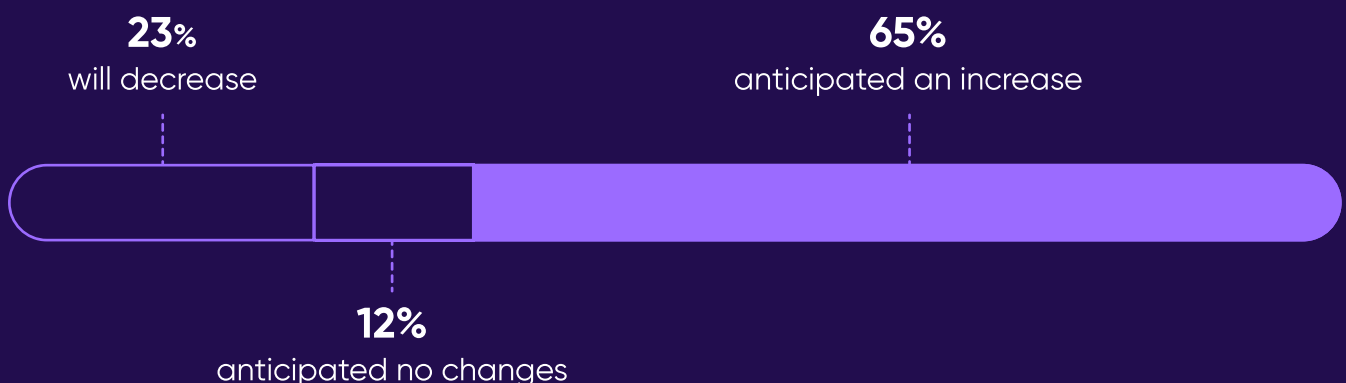 23%
will decrease
65%
anticipated an increase
12%
anticipated no changes